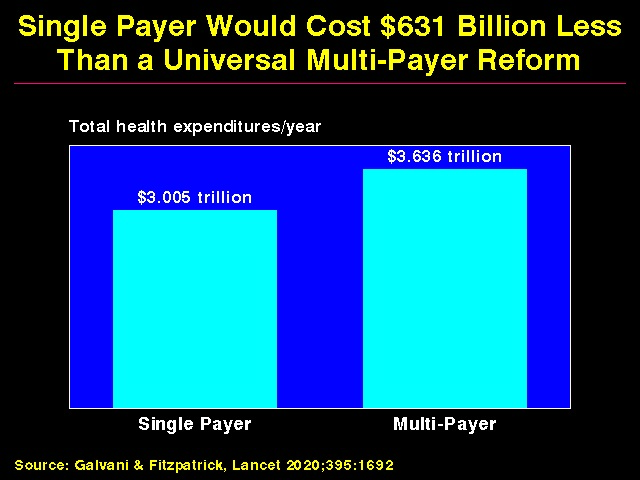 Single Payer Would Cost $631 Billion Less
Than a Universal Multi-Payer Reform
Total health expenditures/year
$3.636 trillion
$3.005 trillion
Single Payer
Multi-Payer
Source: Galvani & Fitzpatrick, Lancet 2020;395:1692